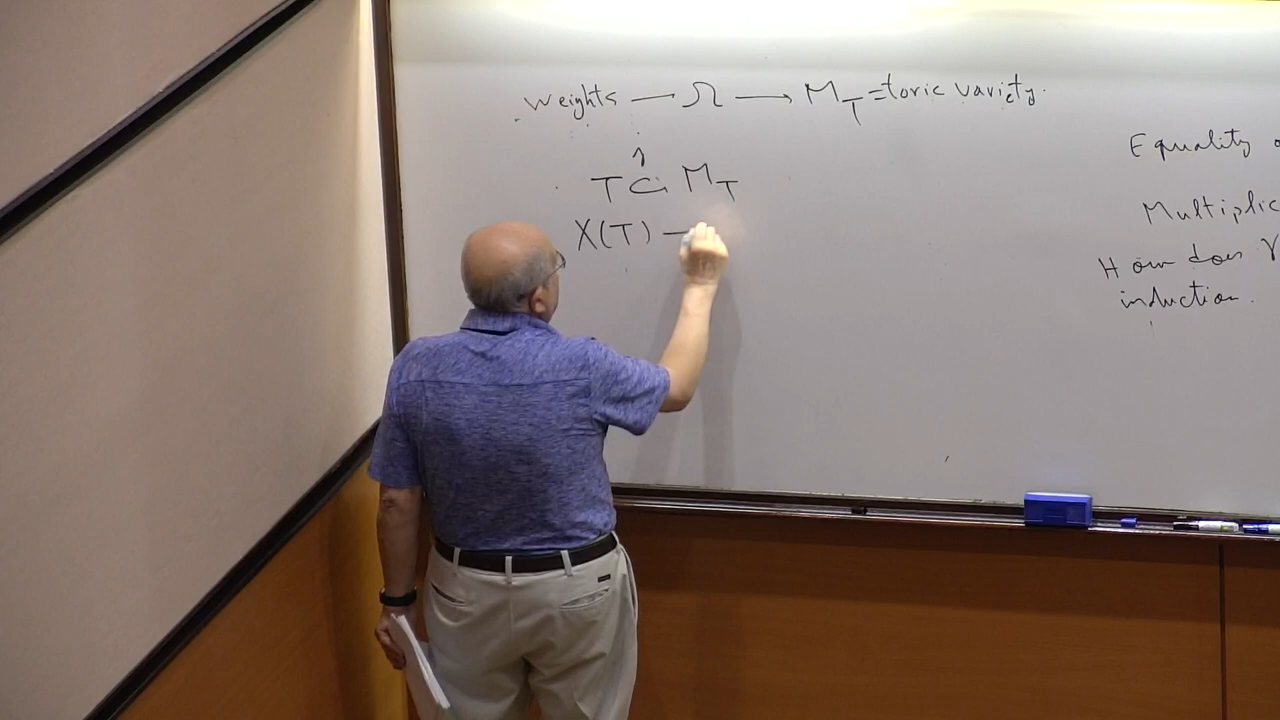 Weights → Ω → M_T = toric variety.
T ⊂ M_T
X(T) —
Equality
Multiplic
How does
induction.